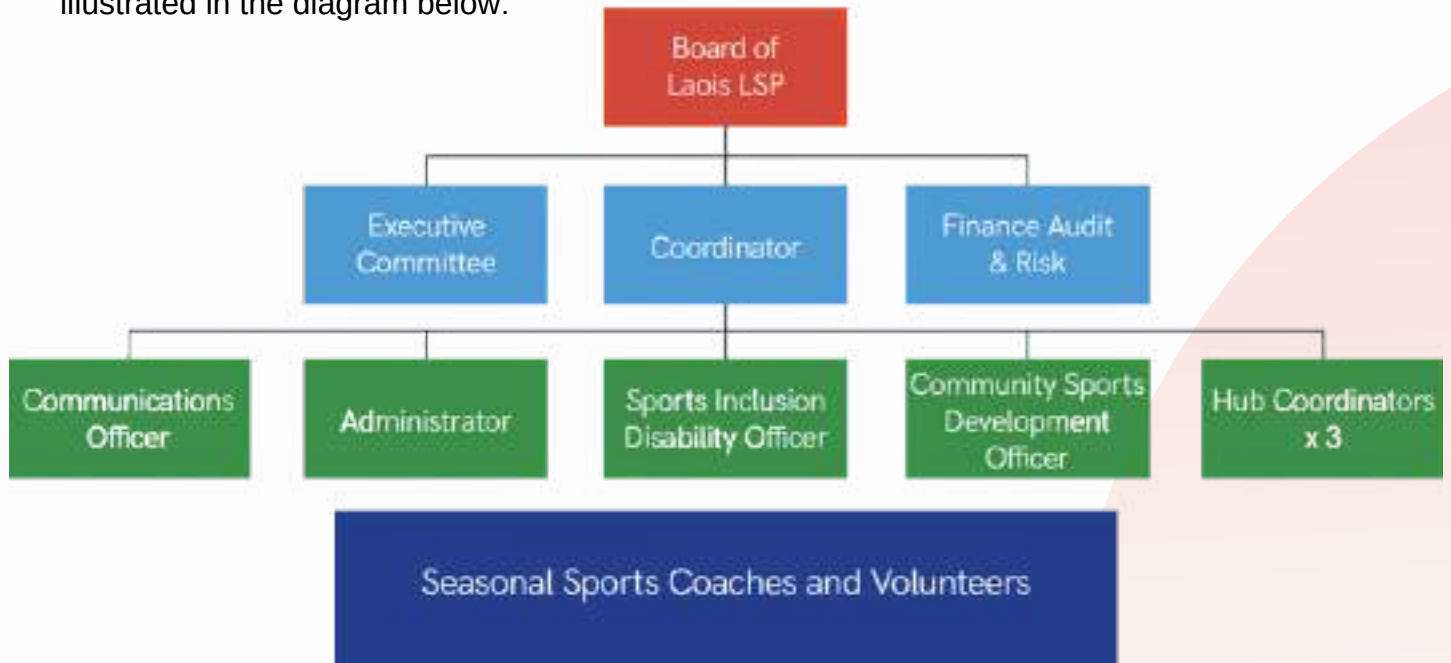 illustrated in the diagram below.
Board of
Laois LSP
Executive
Committee
Coordinator
Finance Audit
& Risk
Communications
Officer
Administrator
Sports Inclusion
Disability Officer
Community Sports
Development
Officer
Hub Coordinators
x 3
Seasonal Sports Coaches and Volunteers